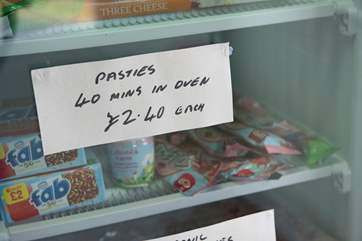 THREE CHEESE
PASTIES
40 MINS IN OVEN
£2.40 EACH
fab
£2
fab